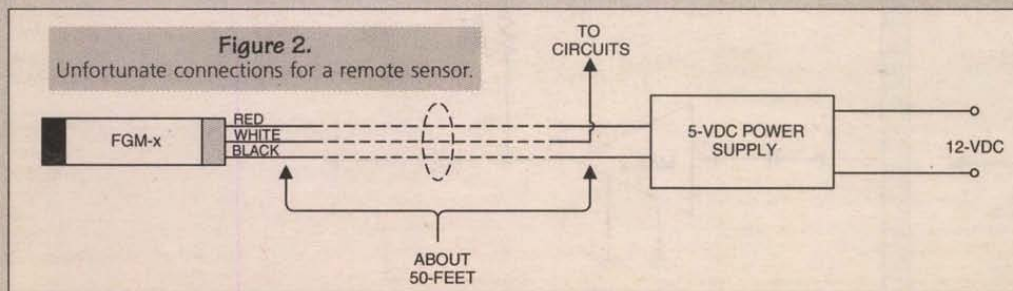 Figure 2.
Unfortunate connections for a remote sensor.
TO
CIRCUITS
RED
WHITE
BLACK
FGM-x
5-VDC POWER
SUPPLY
12-VDC
ABOUT
50-FEET